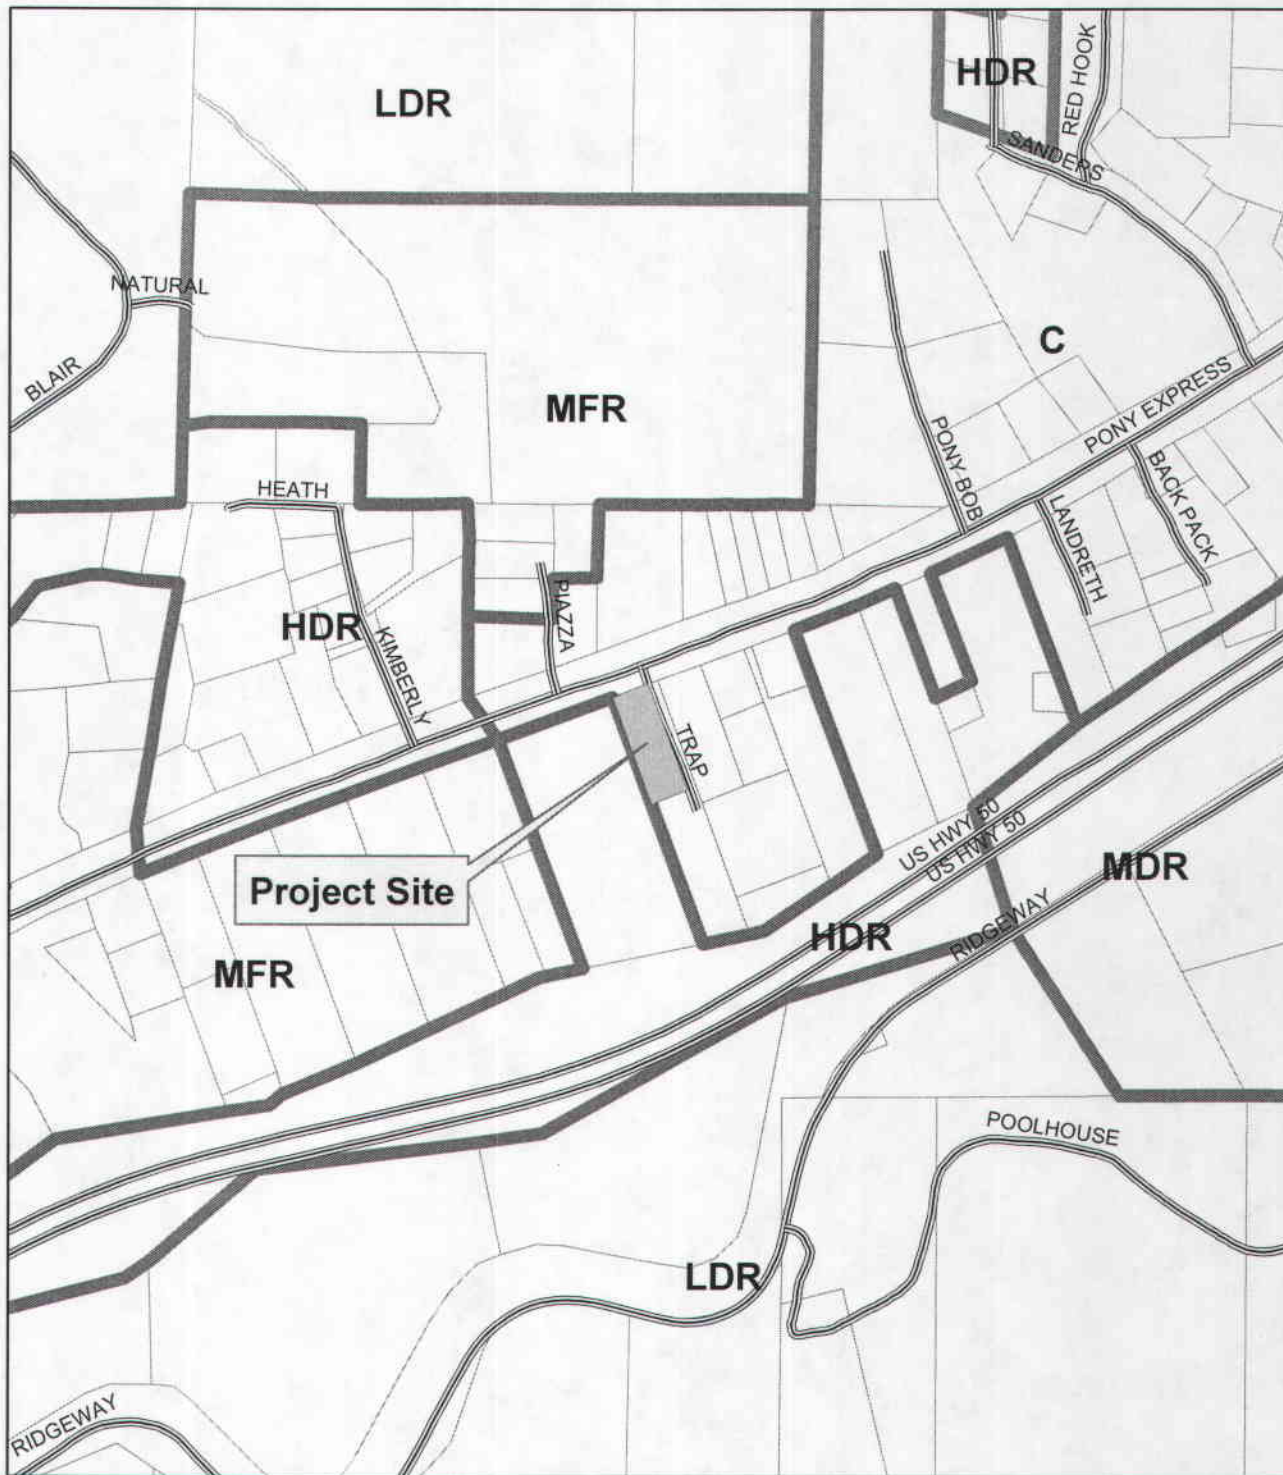 HDR
RED HOOK
LDR
SANDERS
NATURAL
C
BLAIR
MFR
PONY EXPRESS
PONY BOB
BACK PACK
HEATH
LANDRETH
PIAZZA
HDR
KIMBERLY
TRAP
US HWY 50
US HWY 50
MDR
Project Site
RIDGEWAY
HDR
MFR
POOLHOUSE
LDR
RIDGEWAY